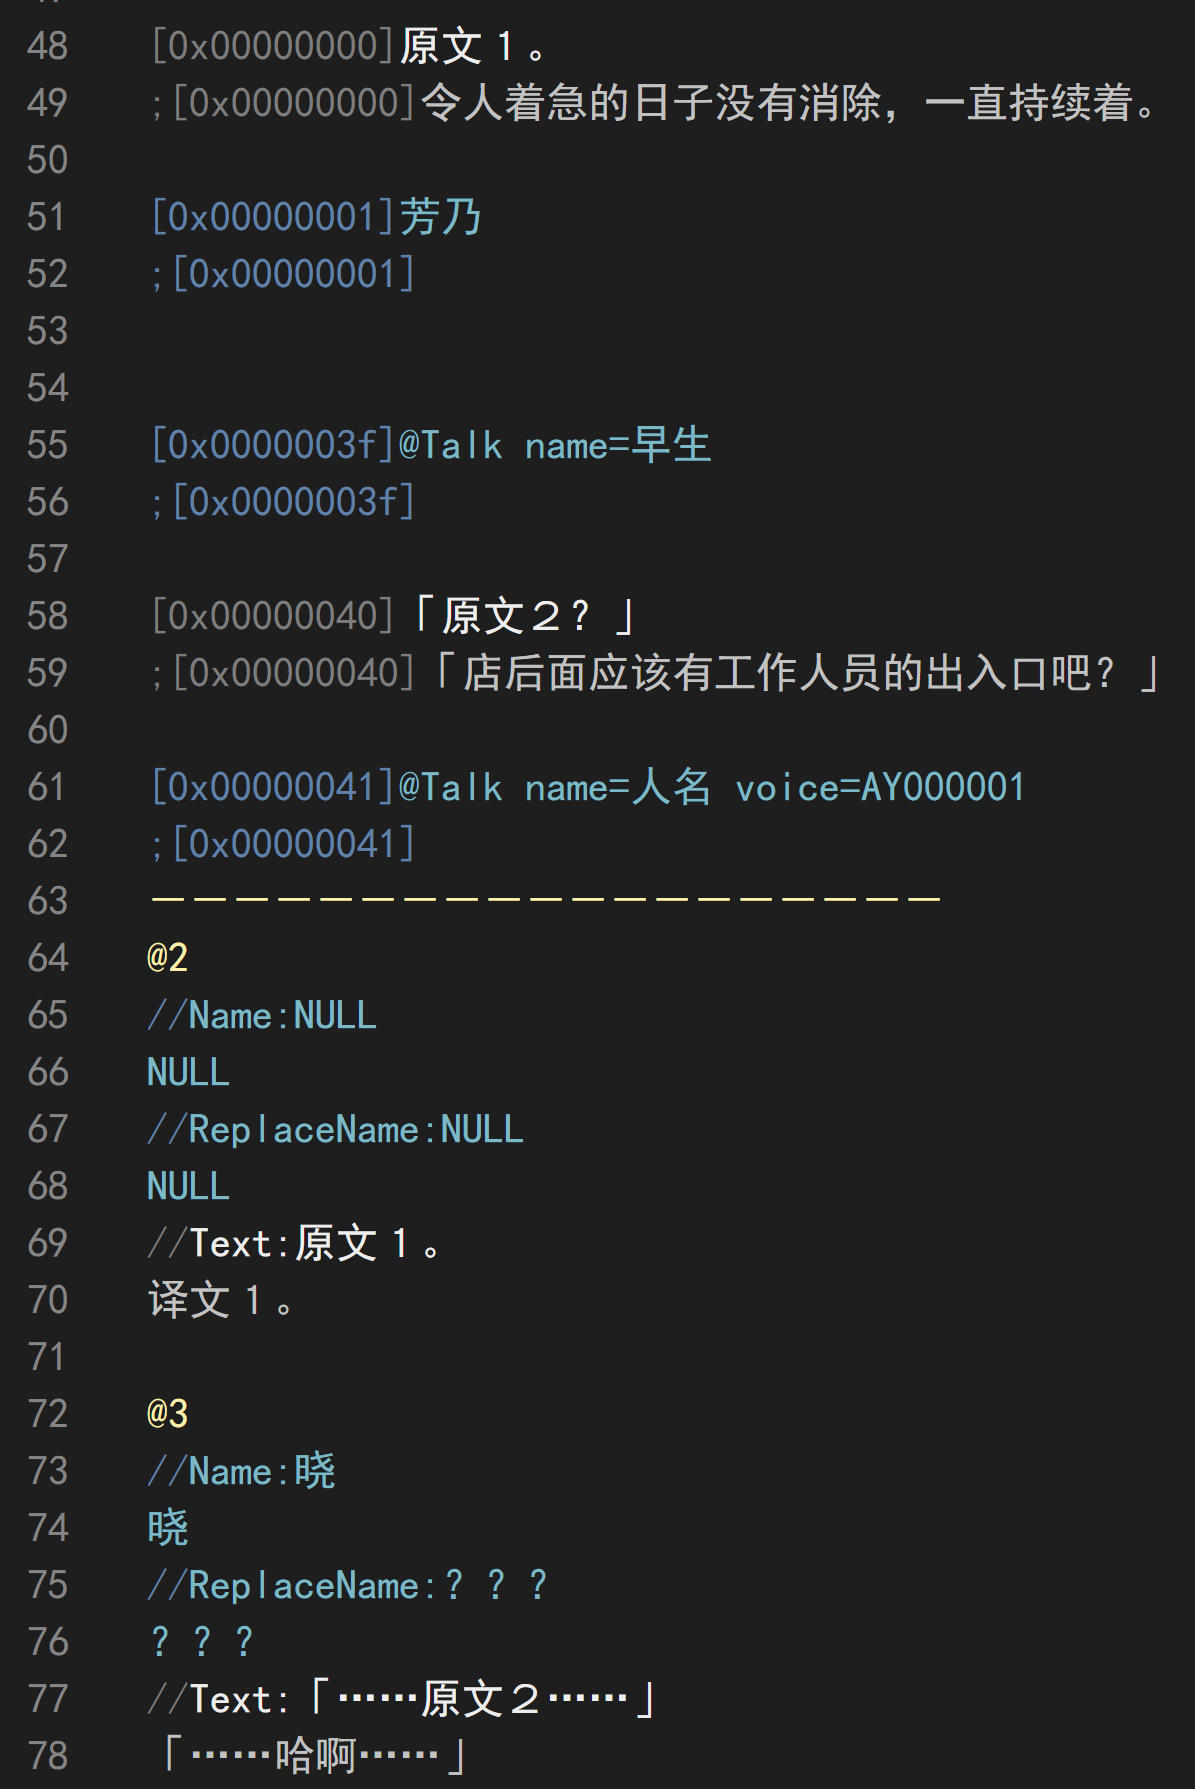 48 [0x00000000]原文１。
49 ;[0x00000000]令人着急的日子没有消除，一直持续着。
50
51 [0x00000001]芳乃
52 ;[0x00000001]
53
54
55 [0x0000003f]@Talk name=早生
56 ;[0x0000003f]
57
58 [0x00000040]「原文２？」
59 ;[0x00000040]「店后面应该有工作人员的出入口吧？」
60
61 [0x00000041]@Talk name=人名 voice=AY000001
62 ;[0x00000041]
63 －－－－－－－－－－－－－－－－－－－
64 @2
65 //Name:NULL
66 NULL
67 //ReplaceName:NULL
68 NULL
69 //Text:原文１。
70 译文１。
71
72 @3
73 //Name:晓
74 晓
75 //ReplaceName:？？？
76 ？？？
77 //Text:「……原文２……」
78 「……哈啊……」